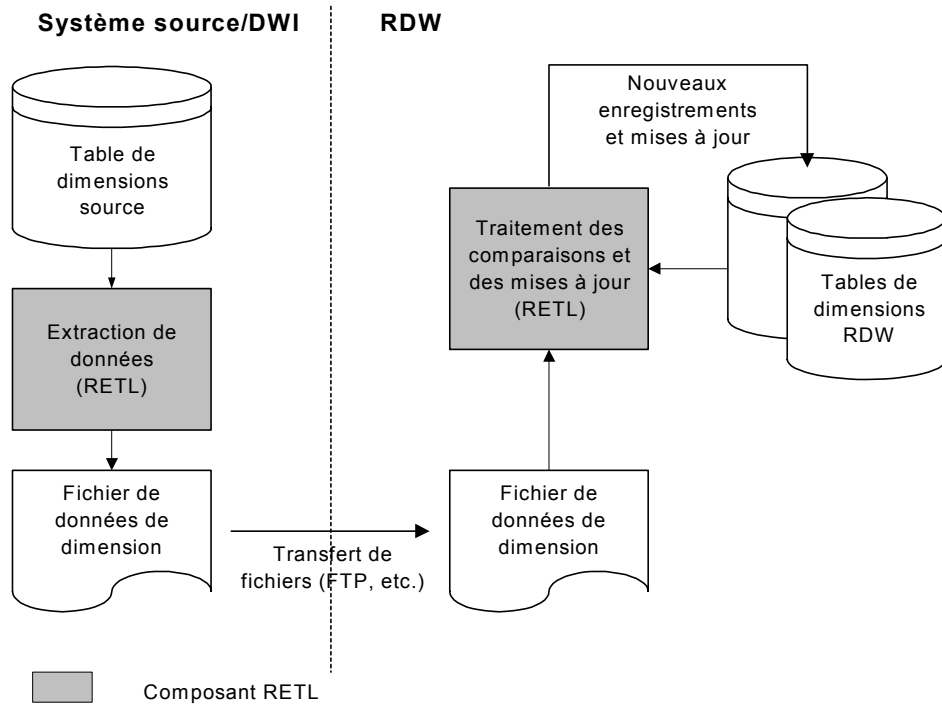 Système source/DWI
RDW
Table de
dimensions
source
Nouveaux
enregistrements
et mises à jour
Traitement des
comparaisons et
des mises à jour
(RETL)
Tables de
dimensions
RDW
Extraction de
données
(RETL)
Fichier de
données de
dimension
Transfert de
fichiers (FTP, etc.)
Fichier de
données de
dimension
Composant RETL